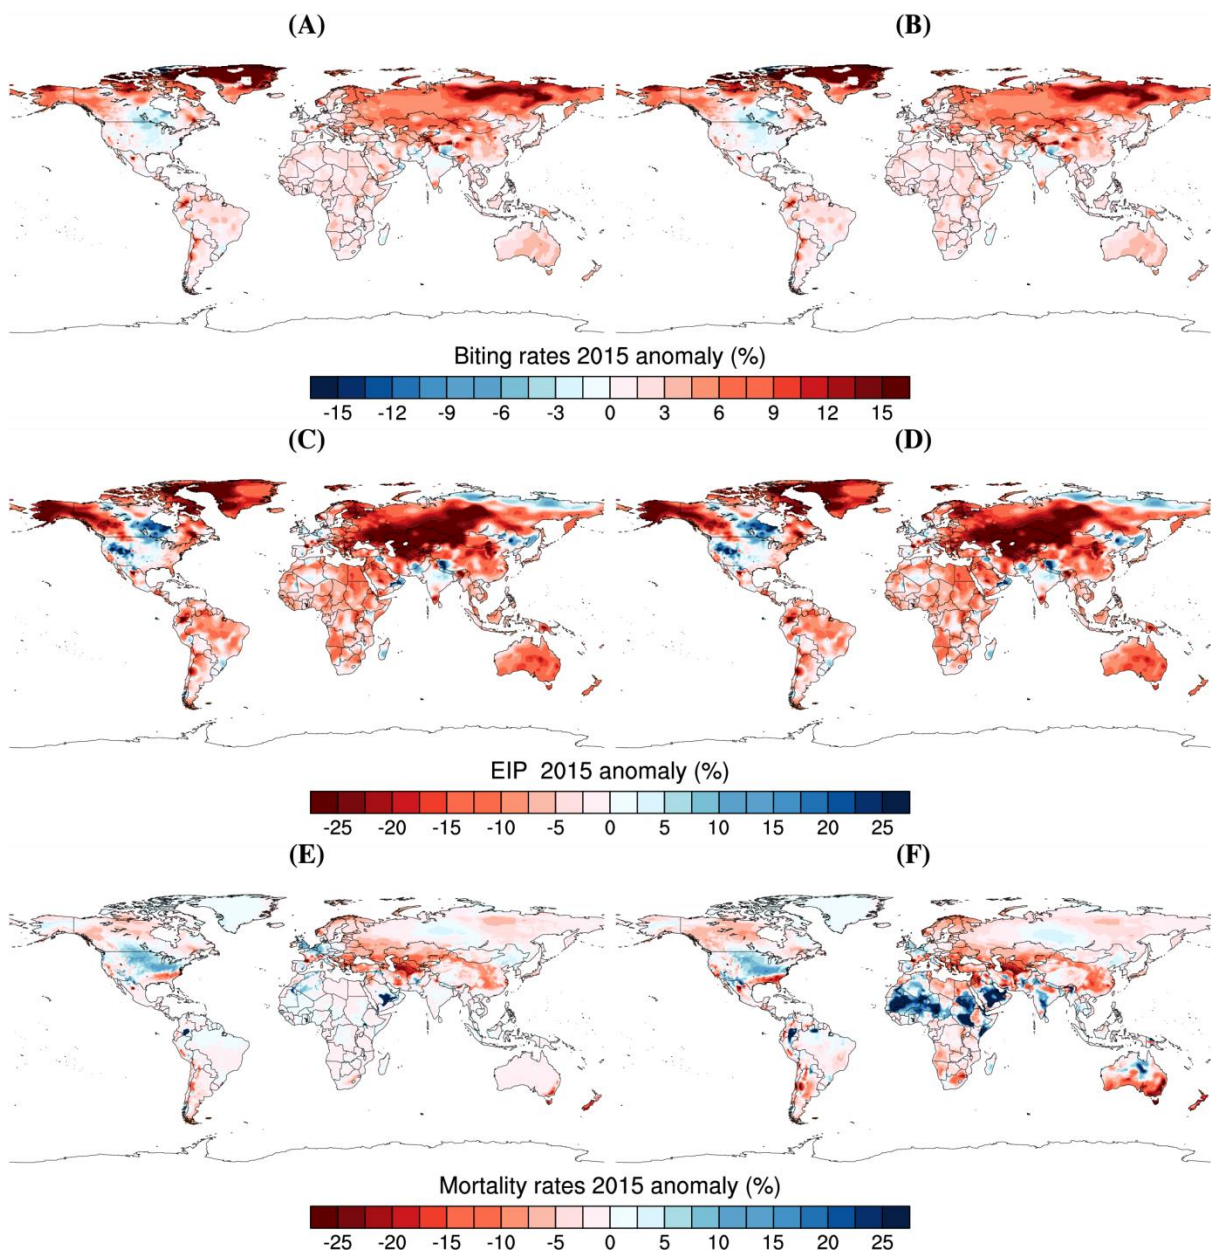 (A) (B)
Biting rates 2015 anomaly (%)
-15 -12 -9 -6 -3 0 3 6 9 12 15
(C) (D)
EIP 2015 anomaly (%)
-25 -20 -15 -10 -5 0 5 10 15 20 25
(E) (F)
Mortality rates 2015 anomaly (%)
-25 -20 -15 -10 -5 0 5 10 15 20 25